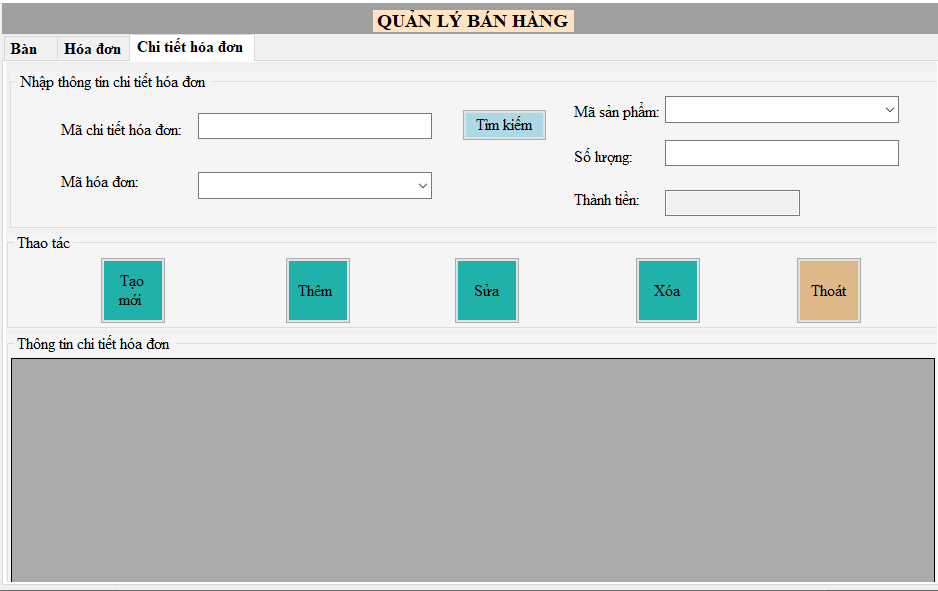 QUẢN LÝ BÁN HÀNG
Bàn
Hóa đơn
Chi tiết hóa đơn
Nhập thông tin chi tiết hóa đơn
Mã chi tiết hóa đơn:
Tìm kiếm
Mã sản phẩm:
Số lượng:
Mã hóa đơn:
Thành tiền:
Thao tác
Tạo
mới
Thêm
Sửa
Xóa
Thoát
Thông tin chi tiết hóa đơn